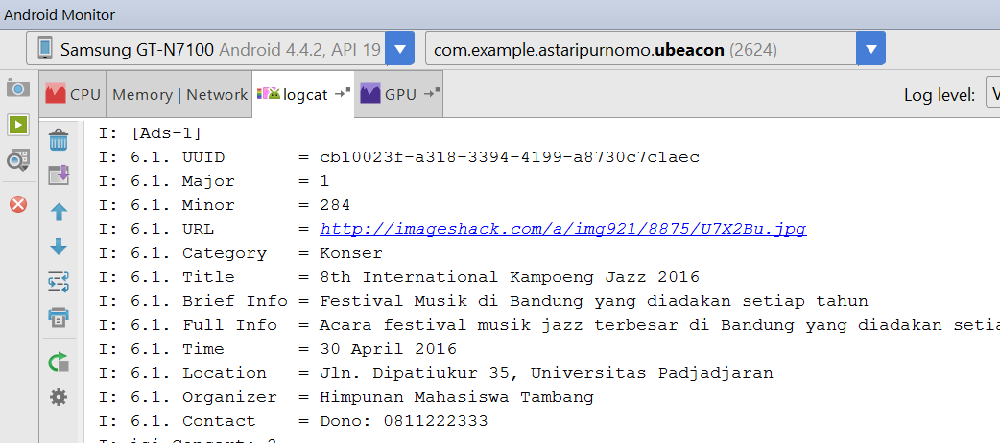 Android Monitor
Samsung GT-N7100 Android 4.4.2, API 19 com.example.astaripurnomo.ubeacon (2624)
CPU Memory | Network logcat GPU Log level: V
I: [Ads-1]
I: 6.1. UUID = cb10023f-a318-3394-4199-a8730c7c1aec
I: 6.1. Major = 1
I: 6.1. Minor = 284
I: 6.1. URL = http://imageshack.com/a/img921/8875/U7X2Bu.jpg
I: 6.1. Category = Konser
I: 6.1. Title = 8th International Kampoeng Jazz 2016
I: 6.1. Brief Info = Festival Musik di Bandung yang diadakan setiap tahun
I: 6.1. Full Info = Acara festival musik jazz terbesar di Bandung yang diadakan setia
I: 6.1. Time = 30 April 2016
I: 6.1. Location = Jln. Dipatiukur 35, Universitas Padjadjaran
I: 6.1. Organizer = Himpunan Mahasiswa Tambang
I: 6.1. Contact = Dono: 0811222333